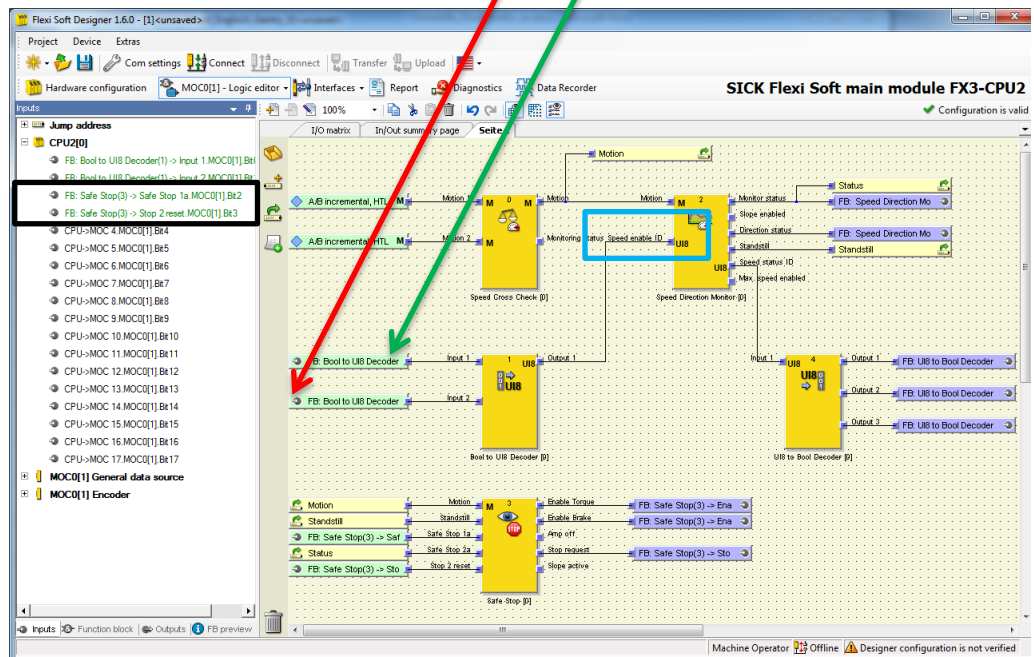 Flexi Soft Designer 1.6.0 - [1]<unsaved>
Project Device Extras
Com settings Connect Disconnect Transfer Upload
Hardware configuration MOC0[1] - Logic editor Interfaces Report Diagnostics Data Recorder SICK Flexi Soft main module FX3-CPU2
Inputs 100% Configuration is valid
I/O matrix In/Out summary page Seite
Jump address
CPU2[0]
FB: Bool to UI8 Decoder(1) -> Input 1.MOC0[1].Bit
FB: Bool to UI8 Decoder(1) -> Input 2.MOC0[1].Bit
FB: Safe Stop(3) -> Safe Stop 1a.MOC0[1].Bit2
FB: Safe Stop(3) -> Stop 2 reset.MOC0[1].Bit3
CPU->MOC 4.MOC0[1].Bit4
CPU->MOC 5.MOC0[1].Bit5
CPU->MOC 6.MOC0[1].Bit6
CPU->MOC 7.MOC0[1].Bit7
CPU->MOC 8.MOC0[1].Bit8
CPU->MOC 9.MOC0[1].Bit9
CPU->MOC 10.MOC0[1].Bit10
CPU->MOC 11.MOC0[1].Bit11
CPU->MOC 12.MOC0[1].Bit12
CPU->MOC 13.MOC0[1].Bit13
CPU->MOC 14.MOC0[1].Bit14
CPU->MOC 15.MOC0[1].Bit15
CPU->MOC 16.MOC0[1].Bit16
CPU->MOC 17.MOC0[1].Bit17
MOC0[1] General data source
MOC0[1] Encoder
Motion
A/B incremental, HTL M Motion 1 M 0 M Motion Motion M 2 Monitor status Status
FB: Speed Direction Mo
Slope enabled
A/B incremental, HTL M Motion 2 M Monitoring status Speed enable ID UI8 Direction status FB: Speed Direction Mo
Standstill Standstill
UI8 Speed status ID
Max. speed enabled
Speed Cross Check [0] Speed Direction Monitor [0]
FB: Bool to UI8 Decoder Input 1 1 UI8 Output 1 Input 1 UI8 4 Output 1 FB: UI8 to Bool Decoder
UI8 UI8
FB: Bool to UI8 Decoder Input 2 Output 2 FB: UI8 to Bool Decoder
Output 3 FB: UI8 to Bool Decoder
Bool to UI8 Decoder [0] UI8 to Bool Decoder [0]
Motion Motion M 3 Enable Torque FB: Safe Stop(3) -> Ena
Standstill Standstill Enable Brake FB: Safe Stop(3) -> Ena
FB: Safe Stop(3) -> Saf Safe Stop 1a STOP Amp off
Status Safe Stop 2a Stop request FB: Safe Stop(3) -> Sto
FB: Safe Stop(3) -> Sto Stop 2 reset Slope active
Safe Stop [0]
Inputs Function block Outputs FB preview
Machine Operator Offline Designer configuration is not verified